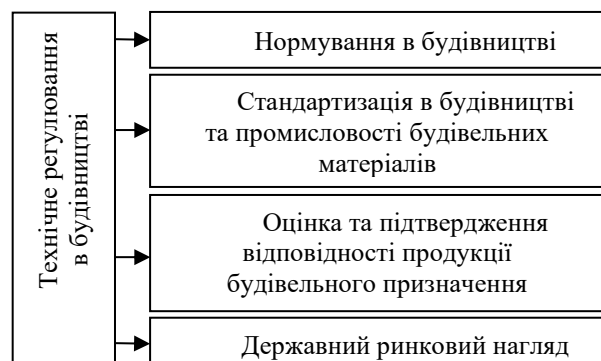 Технічне регулювання
в будівництві
Нормування в будівництві
Стандартизація в будівництві
та промисловості будівельних
матеріалів
Оцінка та підтвердження
відповідності продукції
будівельного призначення
Державний ринковий нагляд